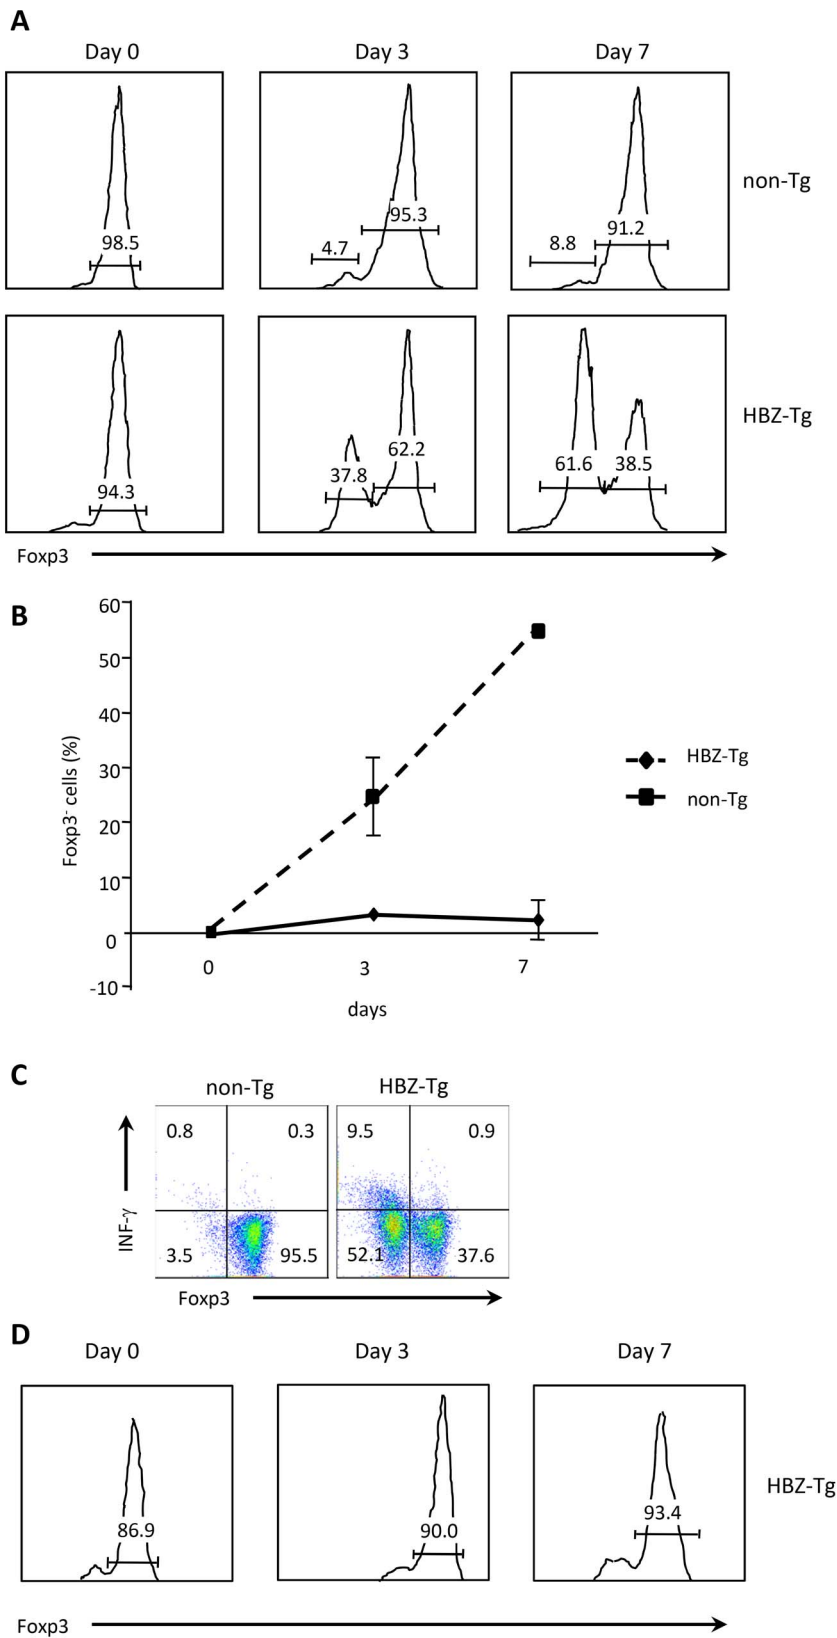 A
Day 0 Day 3 Day 7
98.5 4.7 95.3 8.8 91.2 non-Tg
94.3 37.8 62.2 61.6 38.5 HBZ-Tg
Foxp3
B
60
50
40
30
20
10
0
-10
Foxp3- cells (%)
0 3 7
days
HBZ-Tg
non-Tg
C
non-Tg HBZ-Tg
0.8 0.3 9.5 0.9
3.5 95.5 52.1 37.6
INF-γ
Foxp3
D
Day 0 Day 3 Day 7
86.9 90.0 93.4 HBZ-Tg
Foxp3